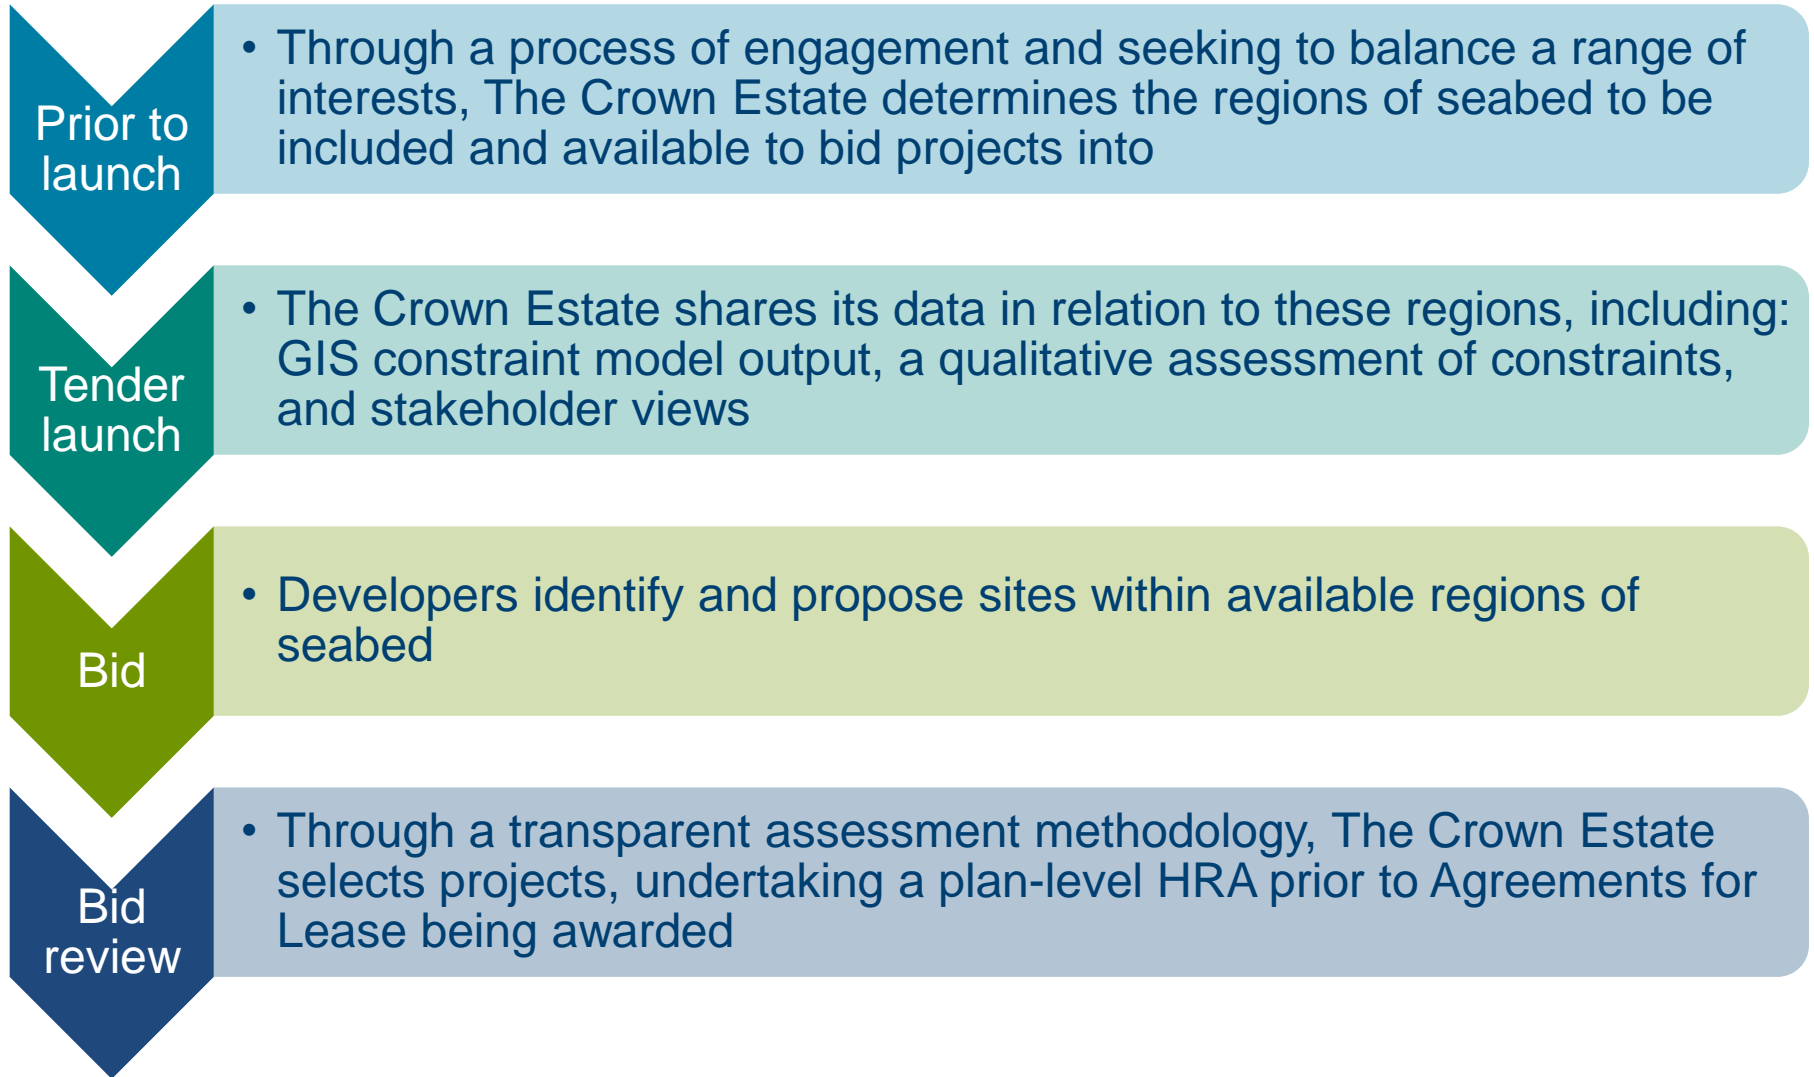 Prior to
launch
• Through a process of engagement and seeking to balance a range of
interests, The Crown Estate determines the regions of seabed to be
included and available to bid projects into
Tender
launch
• The Crown Estate shares its data in relation to these regions, including:
GIS constraint model output, a qualitative assessment of constraints,
and stakeholder views
Bid
• Developers identify and propose sites within available regions of
seabed
Bid
review
• Through a transparent assessment methodology, The Crown Estate
selects projects, undertaking a plan-level HRA prior to Agreements for
Lease being awarded